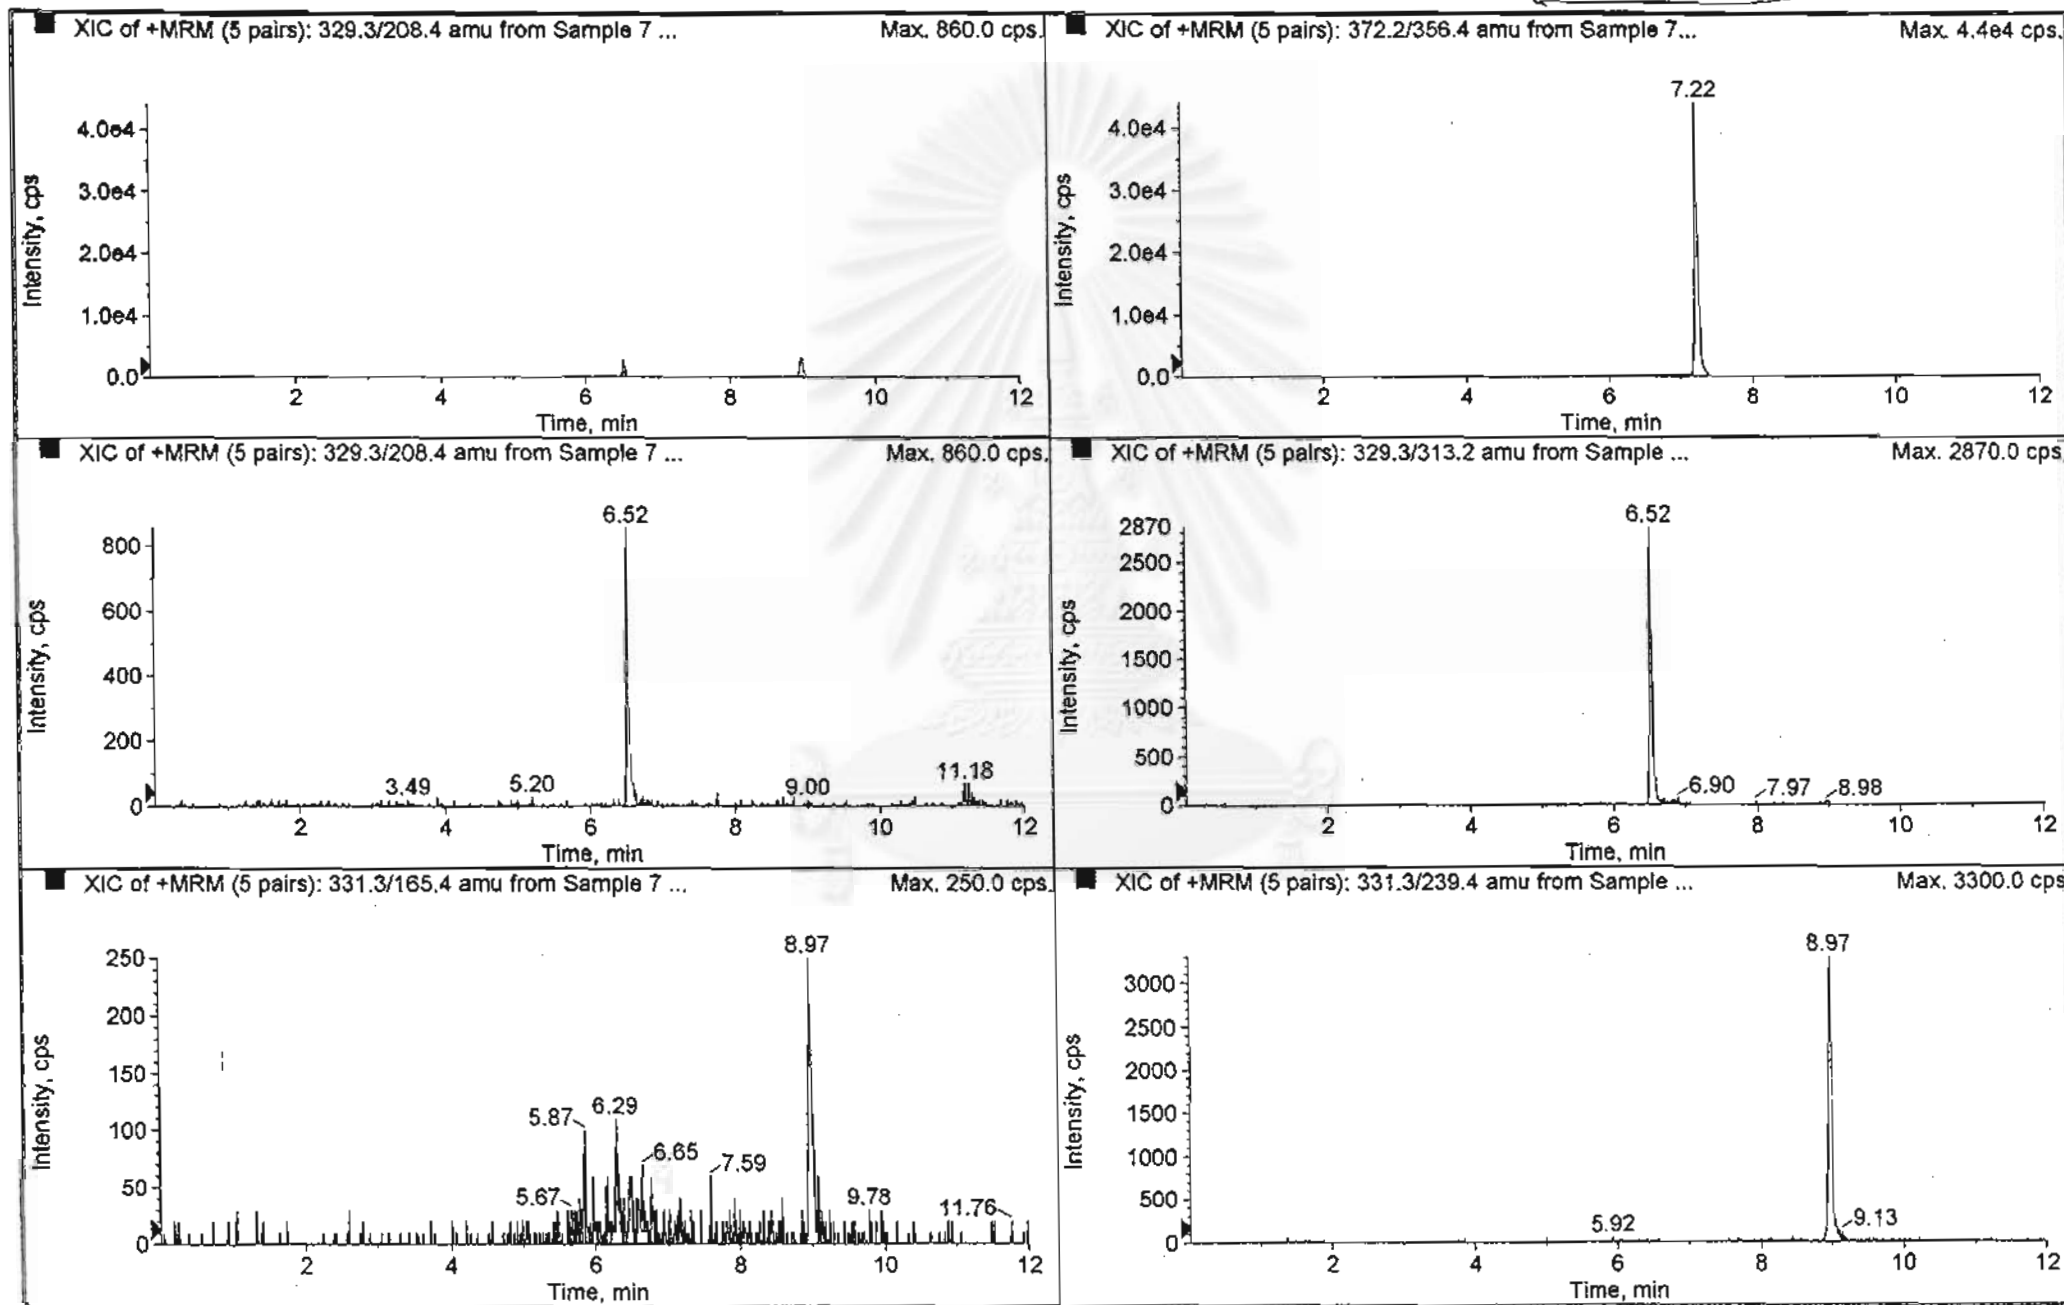 XIC of +MRM (5 pairs): 329.3/208.4 amu from Sample 7 ...
Max. 860.0 cps.
Intensity, cps
4.0e4
3.0e4
2.0e4
1.0e4
0.0
2 4 6 8 10 12
Time, min
XIC of +MRM (5 pairs): 372.2/356.4 amu from Sample 7...
Max. 4.4e4 cps.
7.22
Intensity, cps
4.0e4
3.0e4
2.0e4
1.0e4
0.0
2 4 6 8 10 12
Time, min
XIC of +MRM (5 pairs): 329.3/208.4 amu from Sample 7 ...
Max. 860.0 cps.
6.52
Intensity, cps
800
600
400
200
0
3.49 5.20 9.00 11.18
2 4 6 8 10 12
Time, min
XIC of +MRM (5 pairs): 329.3/313.2 amu from Sample ...
Max. 2870.0 cps
6.52
Intensity, cps
2870
2500
2000
1500
1000
500
0
6.90 7.97 8.98
2 4 6 8 10 12
Time, min
XIC of +MRM (5 pairs): 331.3/165.4 amu from Sample 7 ...
Max. 250.0 cps.
8.97
Intensity, cps
250
200
150
100
50
0
5.87 6.29
6.65 7.59
5.67 9.78 11.76
2 4 6 8 10 12
Time, min
XIC of +MRM (5 pairs): 331.3/239.4 amu from Sample ...
Max. 3300.0 cps
8.97
Intensity, cps
3000
2500
2000
1500
1000
500
0
5.92 9.13
2 4 6 8 10 12
Time, min